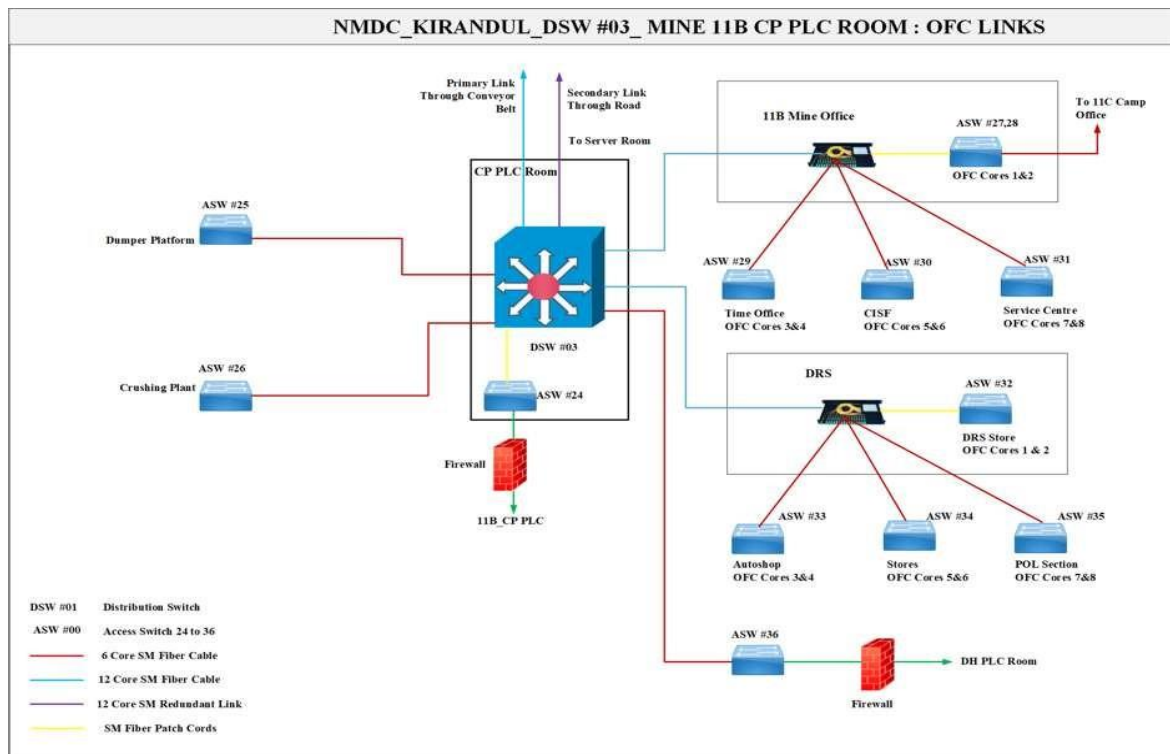 NMDC_KIRANDUL_DSW #03_ MINE 11B CP PLC ROOM : OFC LINKS
Primary Link
Through Conveyor
Belt
Secondary Link
Through Road
To Server Room
CP PLC Room
ASW #25
Dumper Platform
ASW #26
Crushing Plant
DSW #03
ASW #24
Firewall
11B_CP PLC
11B Mine Office
ASW #27,28
OFC Cores 1&2
To 11C Camp
Office
ASW #29
Time Office
OFC Cores 3&4
ASW #30
CISF
OFC Cores 5&6
ASW #31
Service Centre
OFC Cores 7&8
DRS
ASW #32
DRS Store
OFC Cores 1 & 2
ASW #33
Autoshop
OFC Cores 3&4
ASW #34
Stores
OFC Cores 5&6
ASW #35
POL Section
OFC Cores 7&8
ASW #36
Firewall
DH PLC Room
DSW #01 Distribution Switch
ASW #00 Access Switch 24 to 36
6 Core SM Fiber Cable
12 Core SM Fiber Cable
12 Core SM Redundant Link
SM Fiber Patch Cords